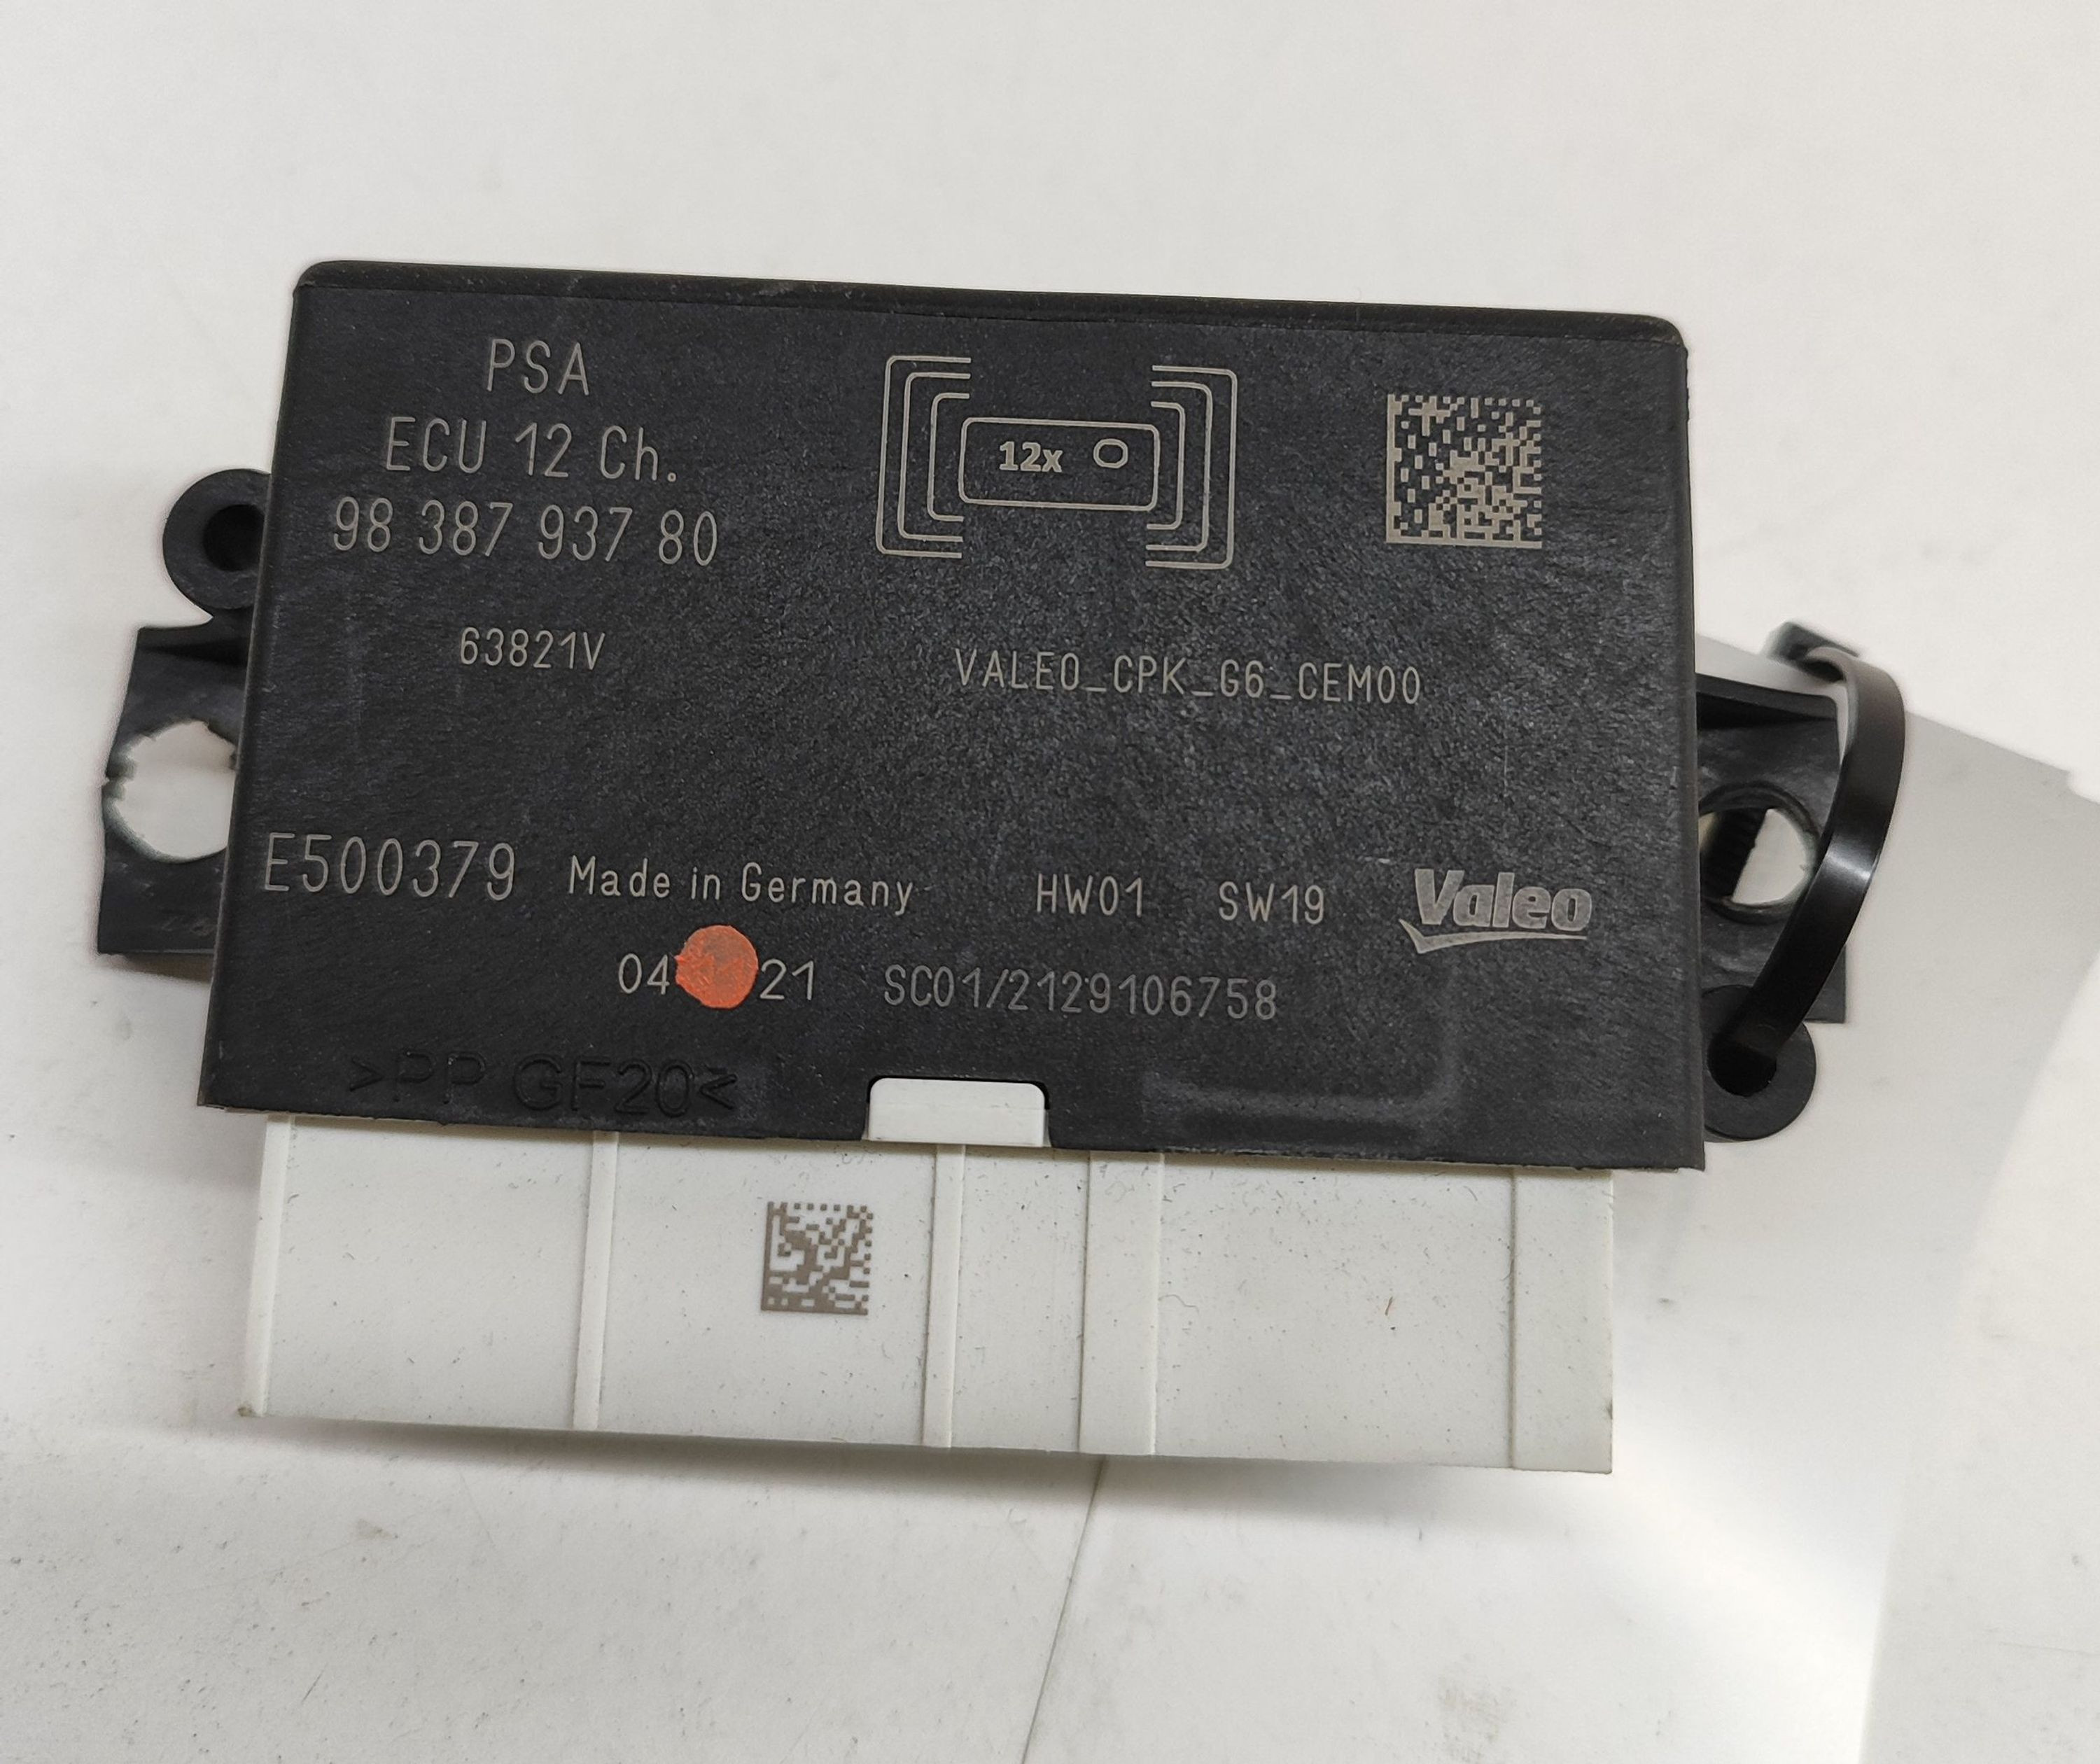 PSA
ECU 12 Ch.
98 387 937 80
12x
63821V
VALEO_CPK_G6_CEM00
E500379 Made in Germany HW01 SW19 Valeo
04 21 SC01/2129106758
>PP GF20<